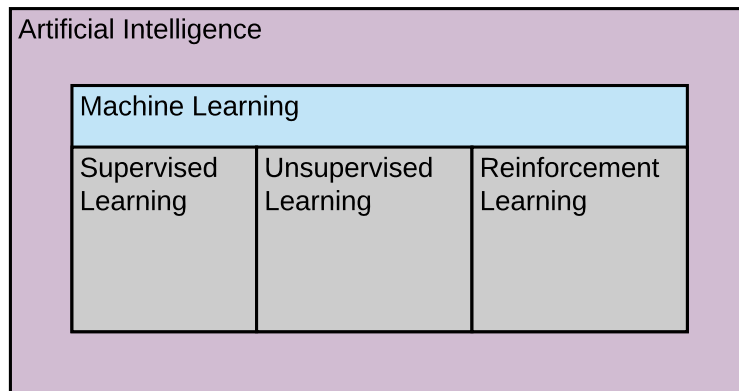 Artificial Intelligence
Machine Learning
Supervised
Learning
Unsupervised
Learning
Reinforcement
Learning